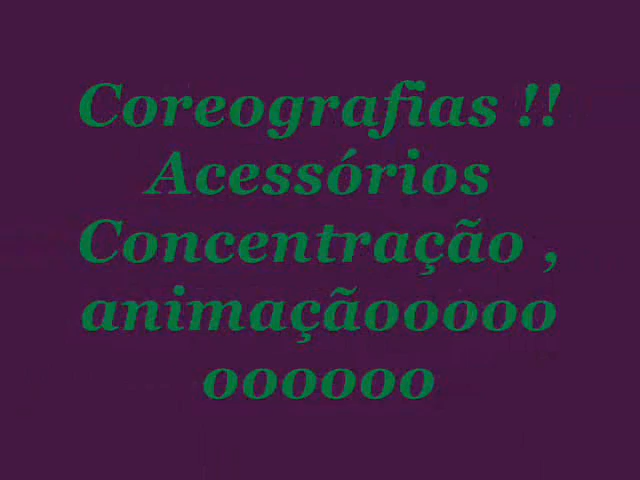 Coreografias !!
Acessórios
Concentração ,
animaçãooooo
oooooo